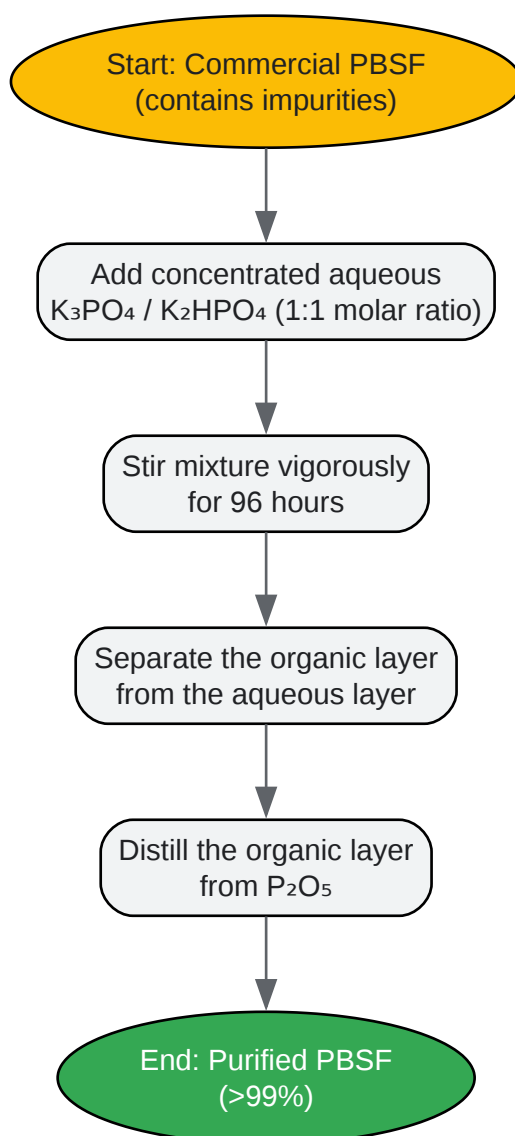 Start: Commercial PBSF
(contains impurities)
Add concentrated aqueous
K₃PO₄ / K₂HPO₄ (1:1 molar ratio)
Stir mixture vigorously
for 96 hours
Separate the organic layer
from the aqueous layer
Distill the organic layer
from P₂O₅
End: Purified PBSF
(>99%)